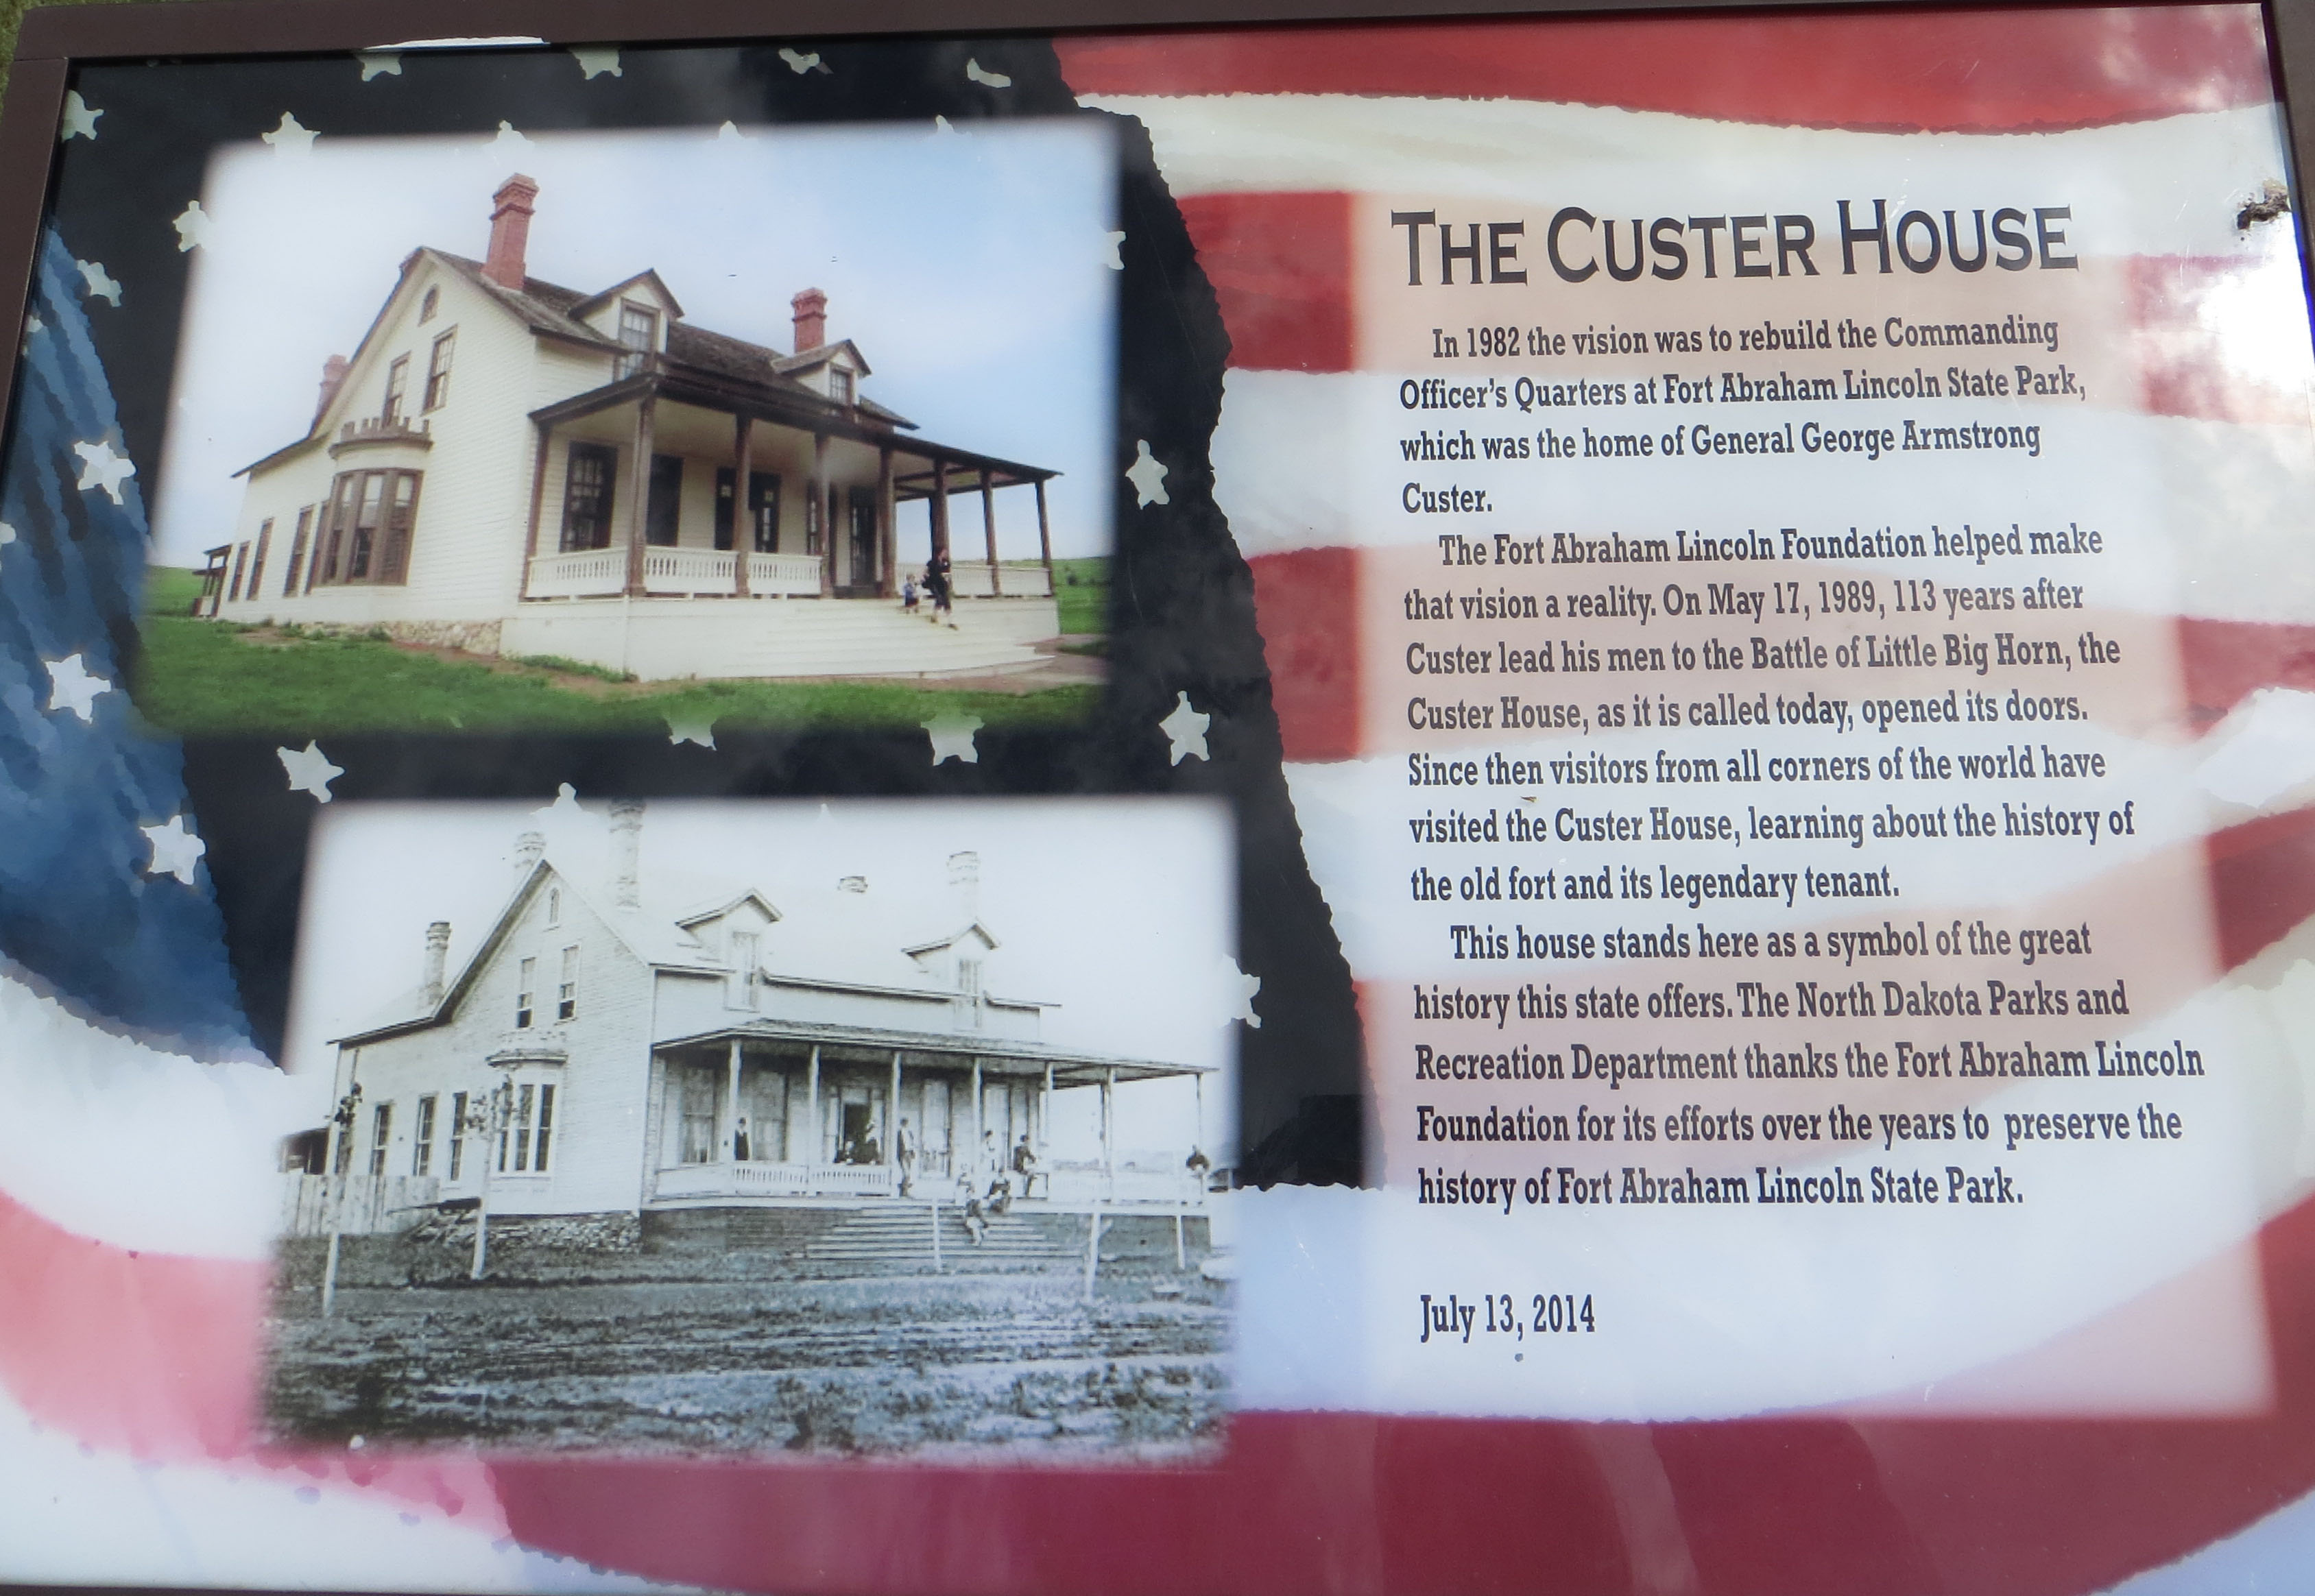 THE CUSTER HOUSE
In 1982 the vision was to rebuild the Commanding
Officer's Quarters at Fort Abraham Lincoln State Park,
which was the home of General George Armstrong
Custer.
The Fort Abraham Lincoln Foundation helped make
that vision a reality. On May 17, 1989, 113 years after
Custer lead his men to the Battle of Little Big Horn, the
Custer House, as it is called today, opened its doors.
Since then visitors from all corners of the world have
visited the Custer House, learning about the history of
the old fort and its legendary tenant.
This house stands here as a symbol of the great
history this state offers. The North Dakota Parks and
Recreation Department thanks the Fort Abraham Lincoln
Foundation for its efforts over the years to preserve the
history of Fort Abraham Lincoln State Park.
July 13, 2014